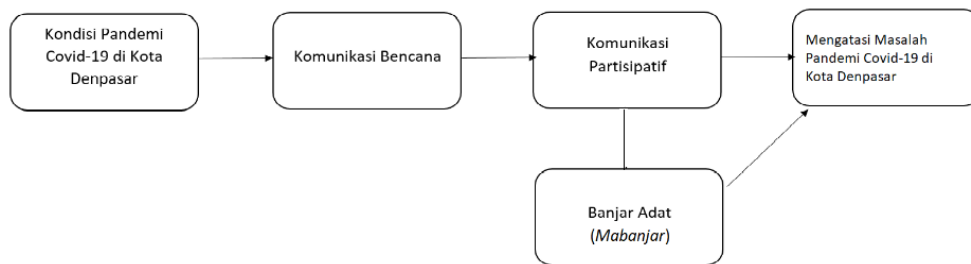 Kondisi Pandemi
Covid-19 di Kota
Denpasar
Komunikasi Bencana
Komunikasi
Partisipatif
Mengatasi Masalah
Pandemi Covid-19 di
Kota Denpasar
Banjar Adat
(Mabanjar)